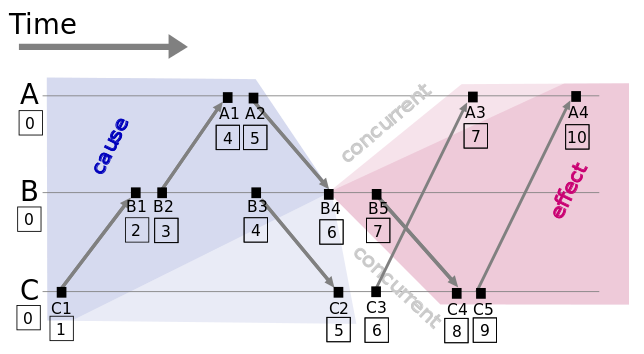 Time
A
0
A1
4
A2
5
A3
7
A4
10
cause
concurrent
effect
B
0
B1
2
B2
3
B3
4
B4
6
B5
7
concurrent
C
0
C1
1
C2
5
C3
6
C4
8
C5
9